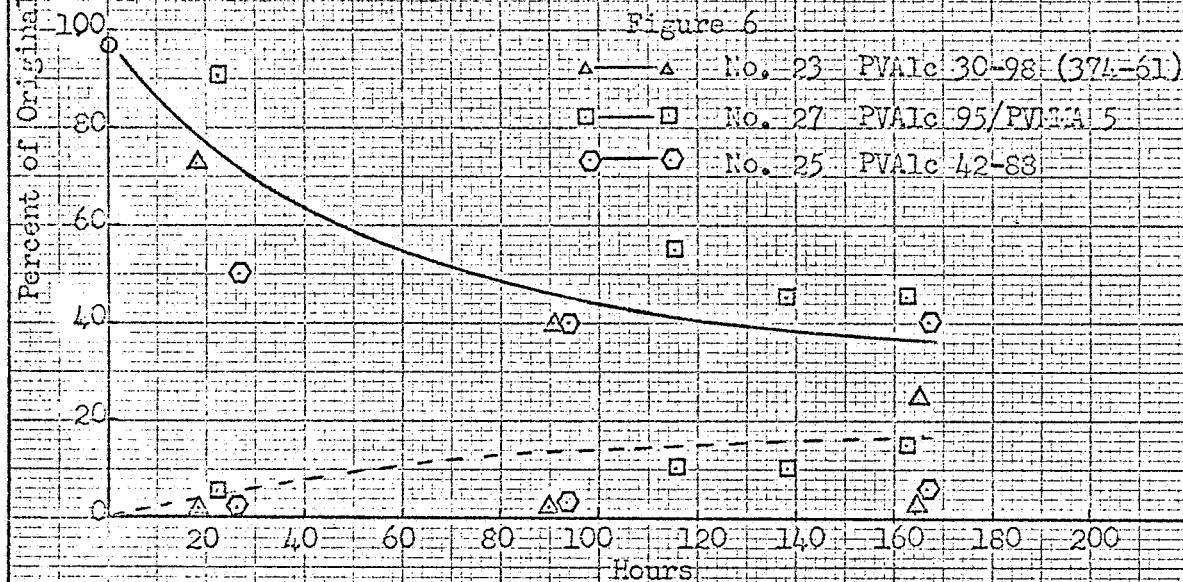 Figure 6
No. 23 PVAlc 30-98 (374-61)
No. 27 PVAlc 95/PVMMA 5
No. 25 PVAlc 42-88
Percent of Original
100
80
60
40
20
0
20 40 60 80 100 120 140 160 180 200
Hours